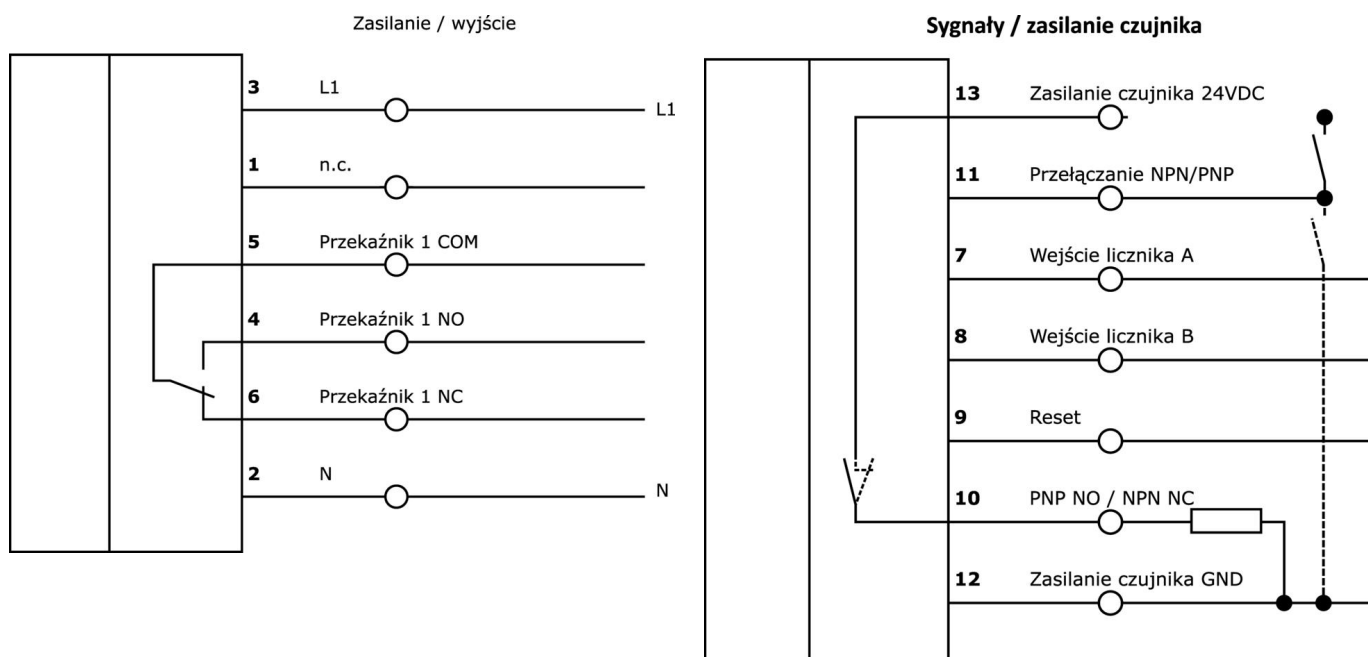 Zasilanie / wyjście
3 L1
L1
1 n.c.
5 Przekaźnik 1 COM
4 Przekaźnik 1 NO
6 Przekaźnik 1 NC
2 N
N
Sygnały / zasilanie czujnika
13 Zasilanie czujnika 24VDC
11 Przełączanie NPN/PNP
7 Wejście licznika A
8 Wejście licznika B
9 Reset
10 PNP NO / NPN NC
12 Zasilanie czujnika GND